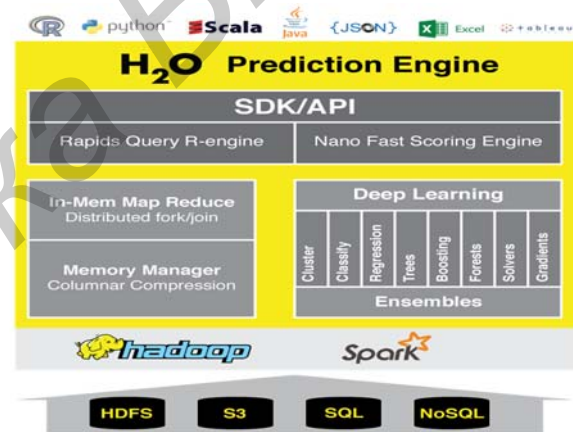 R python Scala Java {JSON} Excel +ableau
H2O Prediction Engine
SDK/API
Rapids Query R-engine
Nano Fast Scoring Engine
In-Mem Map Reduce
Distributed fork/join
Memory Manager
Columnar Compression
Deep Learning
Cluster
Classify
Regression
Trees
Boosting
Forests
Solvers
Gradients
Ensembles
hadoop
Spark
HDFS
S3
SQL
NoSQL